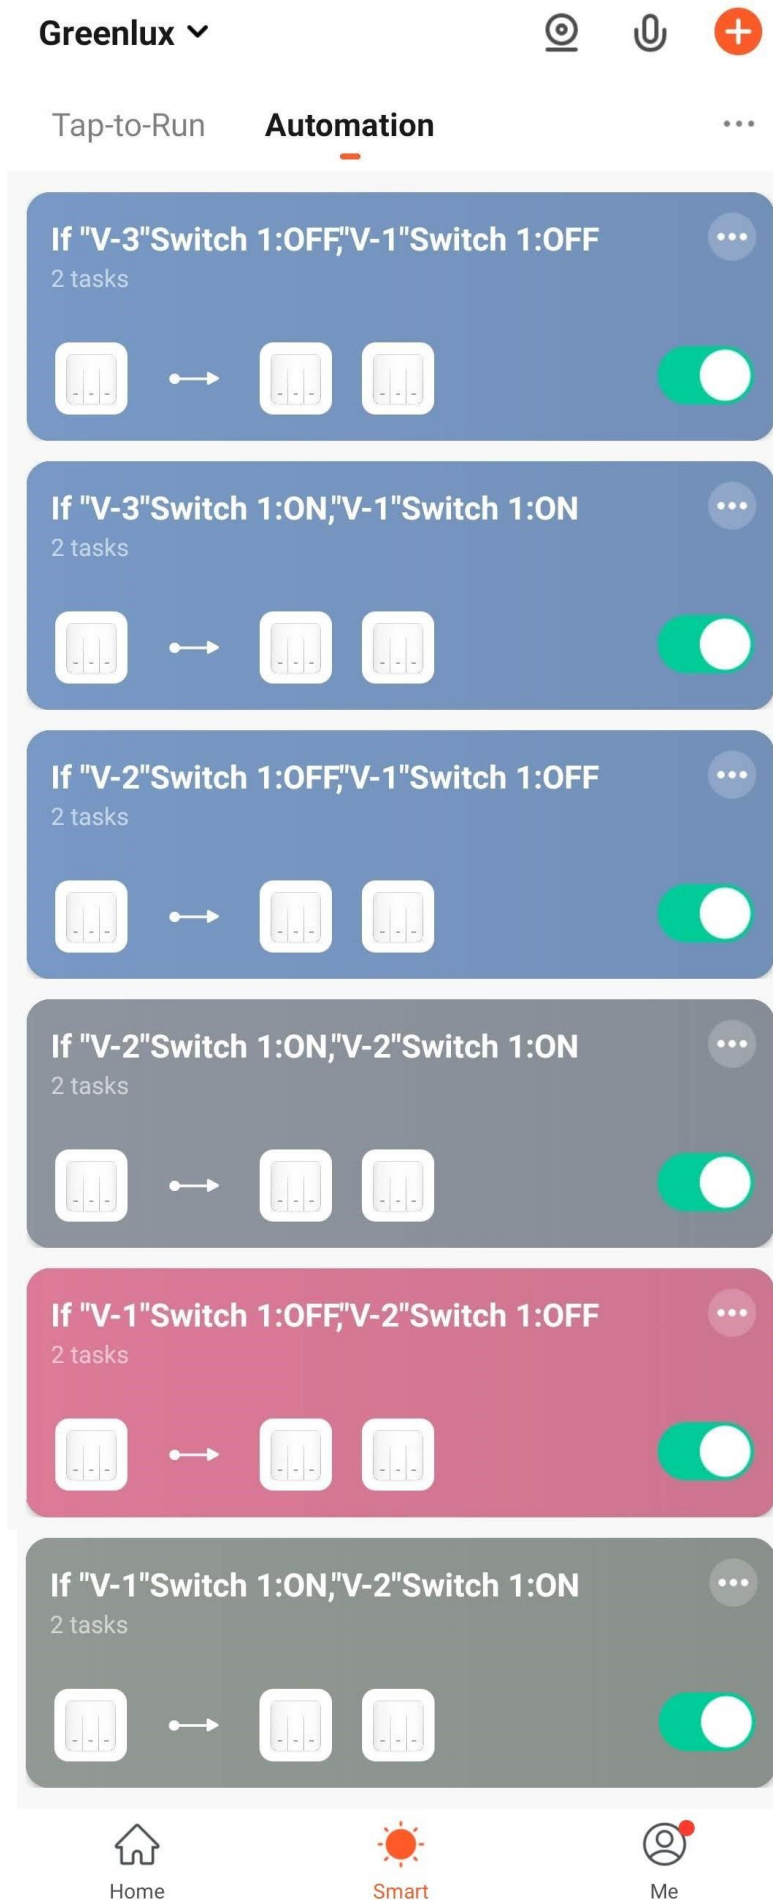 Greenlux
Tap-to-Run Automation
If "V-3"Switch 1:OFF,"V-1"Switch 1:OFF
2 tasks
If "V-3"Switch 1:ON,"V-1"Switch 1:ON
2 tasks
If "V-2"Switch 1:OFF,"V-1"Switch 1:OFF
2 tasks
If "V-2"Switch 1:ON,"V-2"Switch 1:ON
2 tasks
If "V-1"Switch 1:OFF,"V-2"Switch 1:OFF
2 tasks
If "V-1"Switch 1:ON,"V-2"Switch 1:ON
2 tasks
Home Smart Me